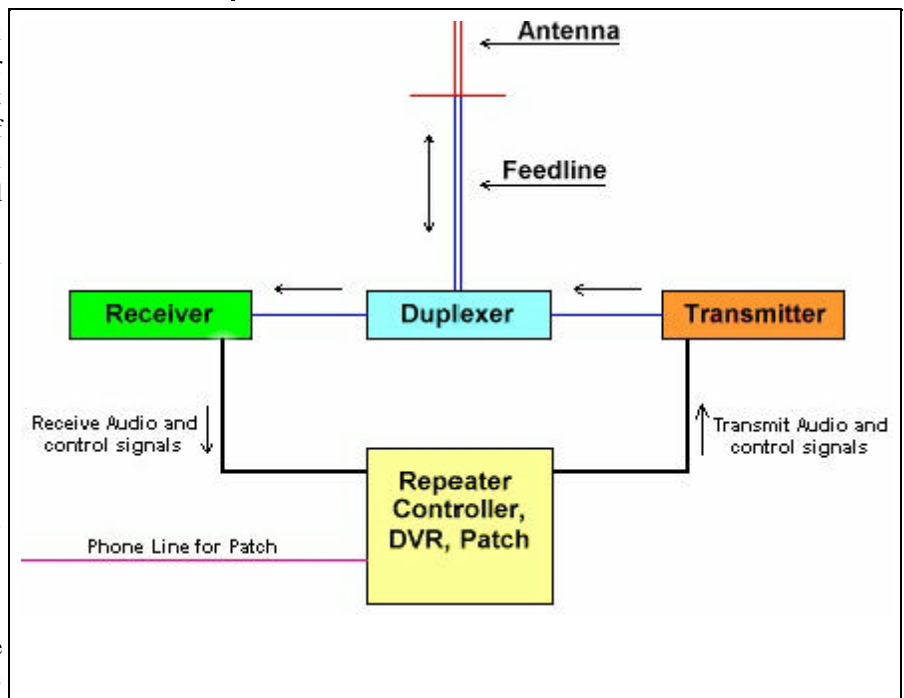 Antenna
Feedline
Receiver
Duplexer
Transmitter
Receive Audio and
control signals
Transmit Audio and
control signals
Repeater
Controller,
DVR, Patch
Phone Line for Patch